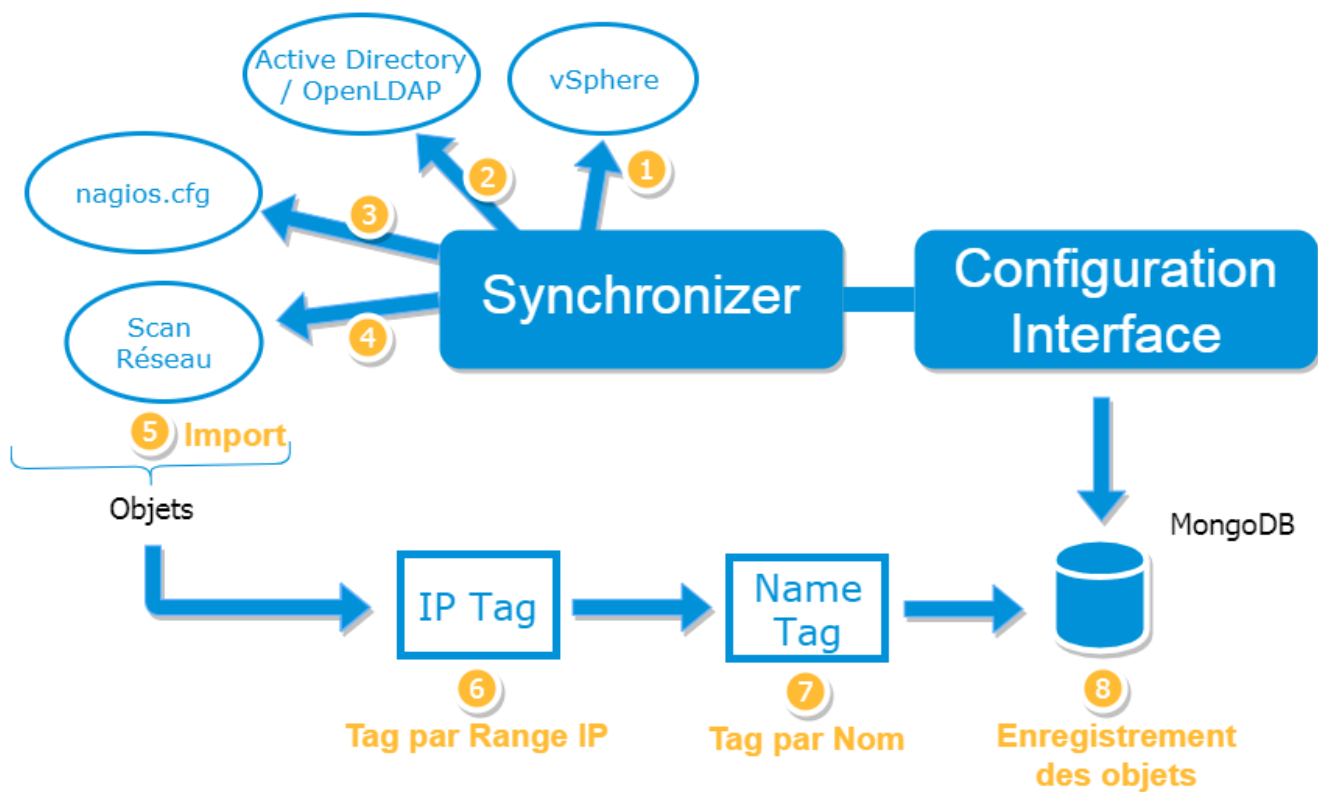 Active Directory
/ OpenLDAP
vSphere
2
1
nagios.cfg
3
Synchronizer
Configuration
Interface
Scan
Réseau
4
5 Import
Objets
MongoDB
IP Tag
Name
Tag
6
Tag par Range IP
7
Tag par Nom
8
Enregistrement
des objets